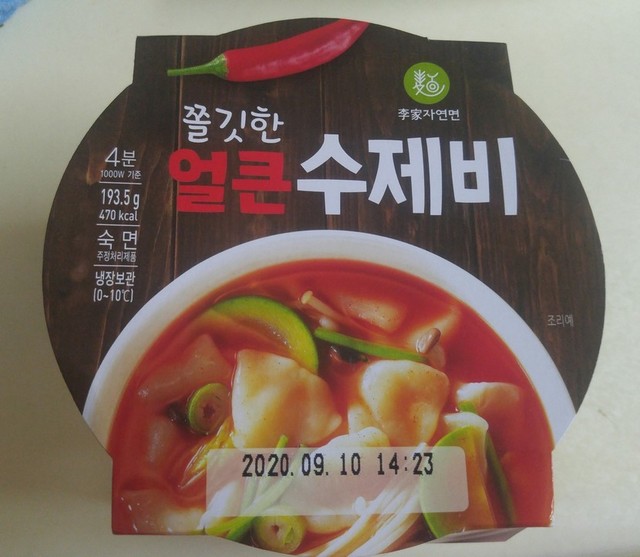 李家자연면
쫄깃한
얼큰 수제비
4분
1000W 기준
193.5g
470 kcal
숙면
주정처리제품
냉장보관
(0~10℃)
조리예
2020.09.10 14:23